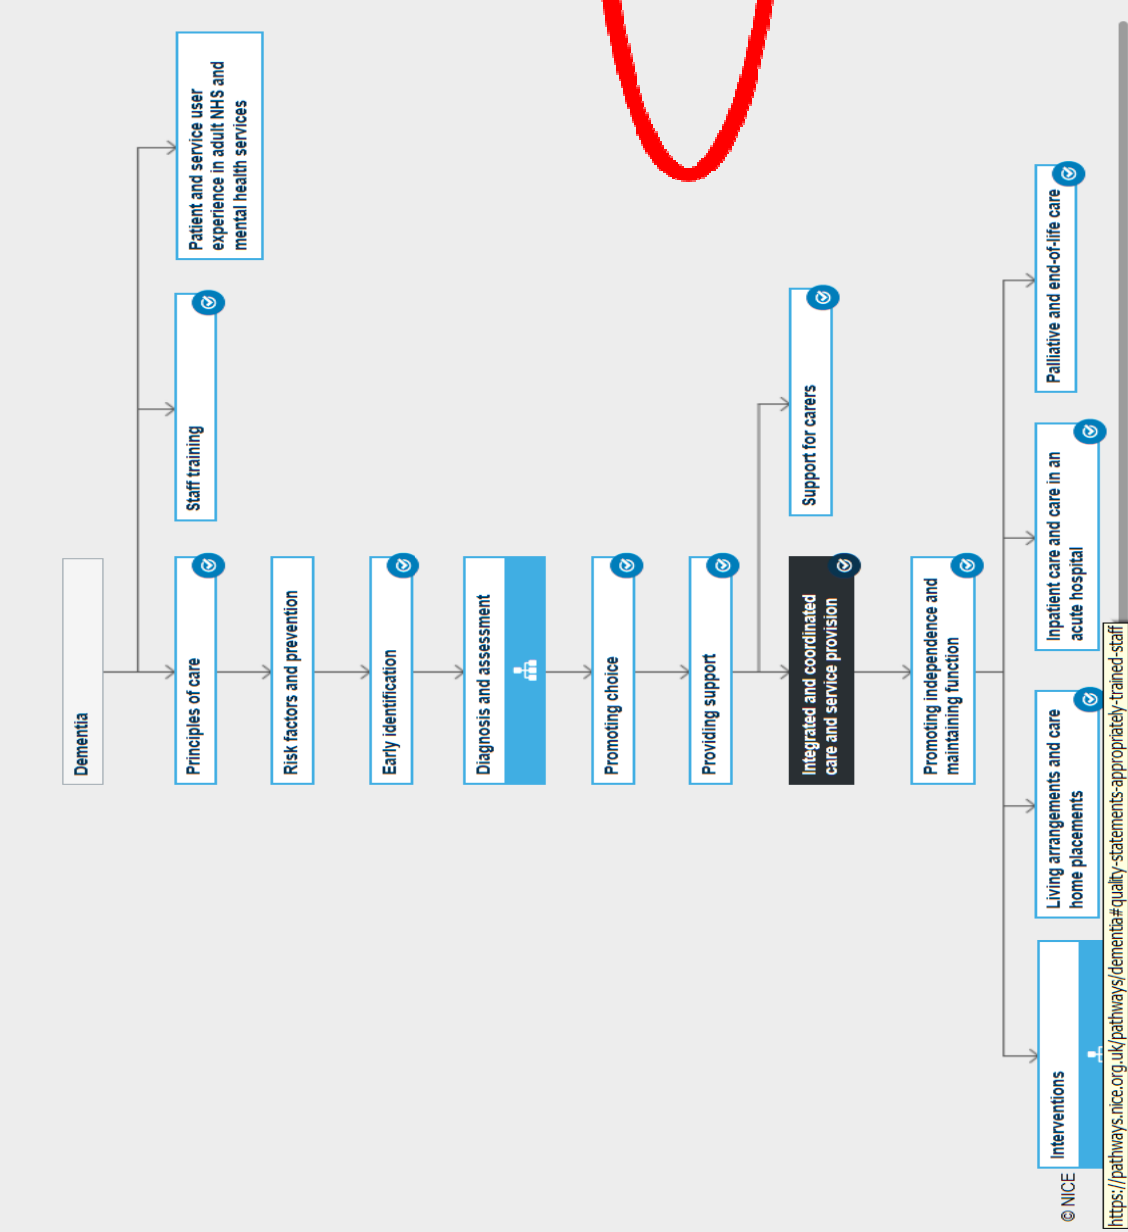 Dementia
Principles of care
Staff training
Patient and service user
experience in adult NHS and
mental health services
Risk factors and prevention
Early identification
Diagnosis and assessment
Promoting choice
Providing support
Integrated and coordinated
care and service provision
Support for carers
Promoting independence and
maintaining function
Interventions
Living arrangements and care
home placements
Inpatient care and care in an
acute hospital
Palliative and end-of-life care
© NICE
https://pathways.nice.org.uk/pathways/dementia#quality-statements-appropriately-trained-staff